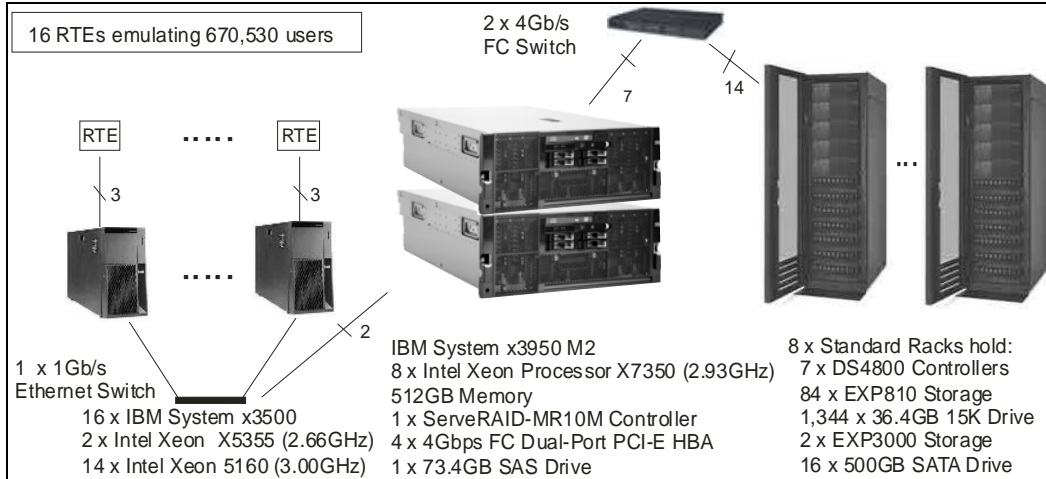 16 RTEs emulating 670,530 users
2 x 4Gb/s
FC Switch
7
14
RTE
.....
RTE
...
3
3
.....
2
1 x 1Gb/s
Ethernet Switch
16 x IBM System x3500
2 x Intel Xeon X5355 (2.66GHz)
14 x Intel Xeon 5160 (3.00GHz)
IBM System x3950 M2
8 x Intel Xeon Processor X7350 (2.93GHz)
512GB Memory
1 x ServeRAID-MR10M Controller
4 x 4Gbps FC Dual-Port PCI-E HBA
1 x 73.4GB SAS Drive
8 x Standard Racks hold:
7 x DS4800 Controllers
84 x EXP810 Storage
1,344 x 36.4GB 15K Drive
2 x EXP3000 Storage
16 x 500GB SATA Drive